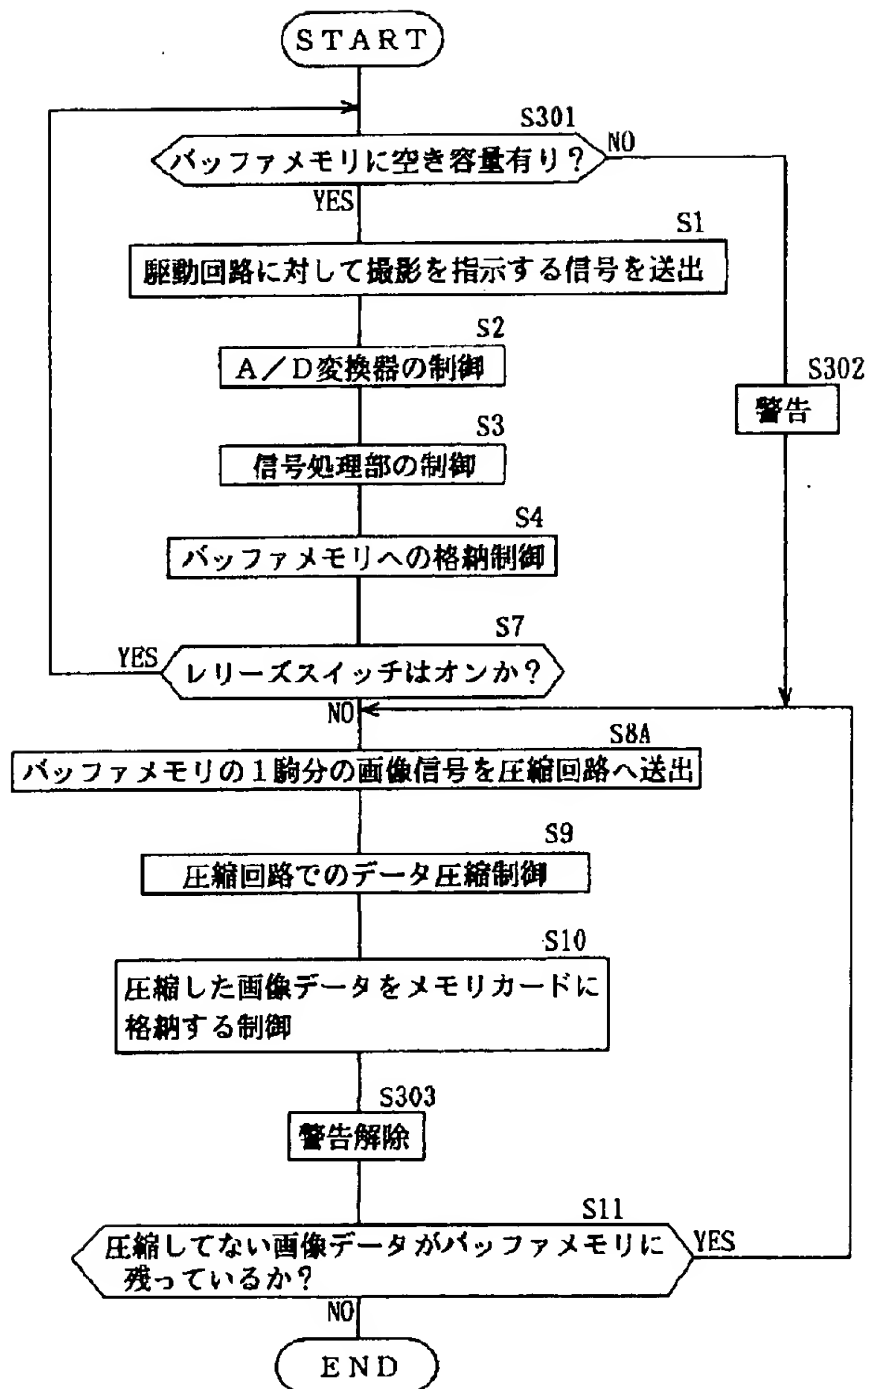 START
S301
バッファメモリに空き容量有り？
NO
YES
S1
駆動回路に対して撮影を指示する信号を送出
S2
A／D変換器の制御
S302
警告
S3
信号処理部の制御
S4
バッファメモリへの格納制御
S7
YES
レリーズスイッチはオンか？
NO
S8A
バッファメモリの1駒分の画像信号を圧縮回路へ送出
S9
圧縮回路でのデータ圧縮制御
S10
圧縮した画像データをメモリカードに
格納する制御
S303
警告解除
S11
圧縮してない画像データがバッファメモリに
残っているか？
YES
NO
END